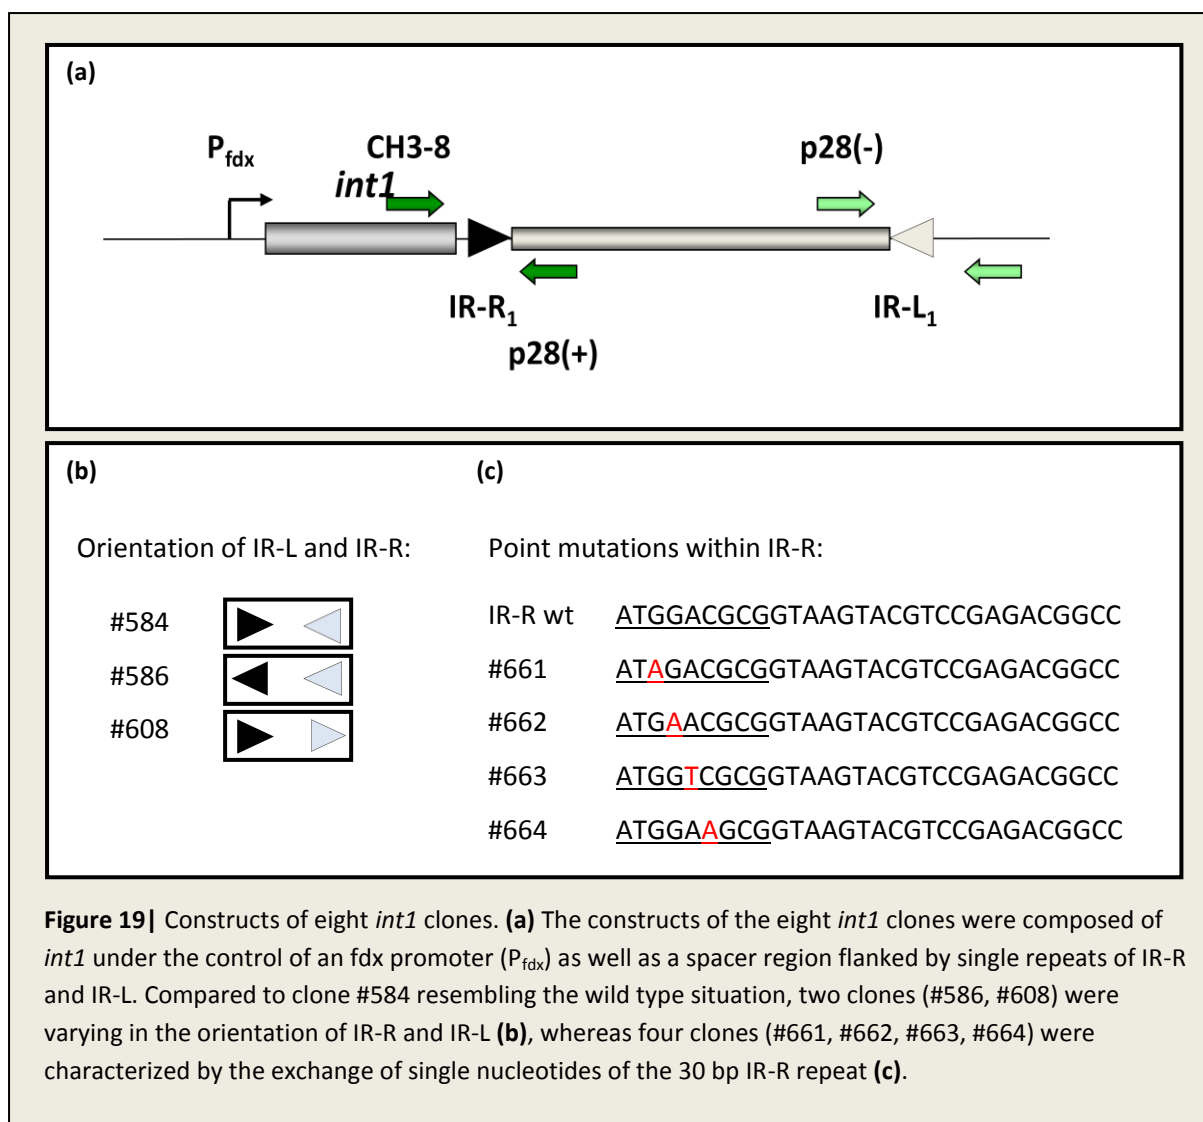 (a)
P_fdx
CH3-8
int1
p28(-)
IR-R₁
IR-L₁
p28(+)
(b)
Orientation of IR-L and IR-R:
#584
#586
#608
(c)
Point mutations within IR-R:
IR-R wt ATGGACGCGGTAAGTACGTCCGAGACGGCC
#661 ATAGACGCGGTAAGTACGTCCGAGACGGCC
#662 ATGAACGCGGTAAGTACGTCCGAGACGGCC
#663 ATGGTCGCGGTAAGTACGTCCGAGACGGCC
#664 ATGGAAGCGGTAAGTACGTCCGAGACGGCC
Figure 19| Constructs of eight int1 clones. (a) The constructs of the eight int1 clones were composed of
int1 under the control of an fdx promoter (P_fdx) as well as a spacer region flanked by single repeats of IR-R
and IR-L. Compared to clone #584 resembling the wild type situation, two clones (#586, #608) were
varying in the orientation of IR-R and IR-L (b), whereas four clones (#661, #662, #663, #664) were
characterized by the exchange of single nucleotides of the 30 bp IR-R repeat (c).